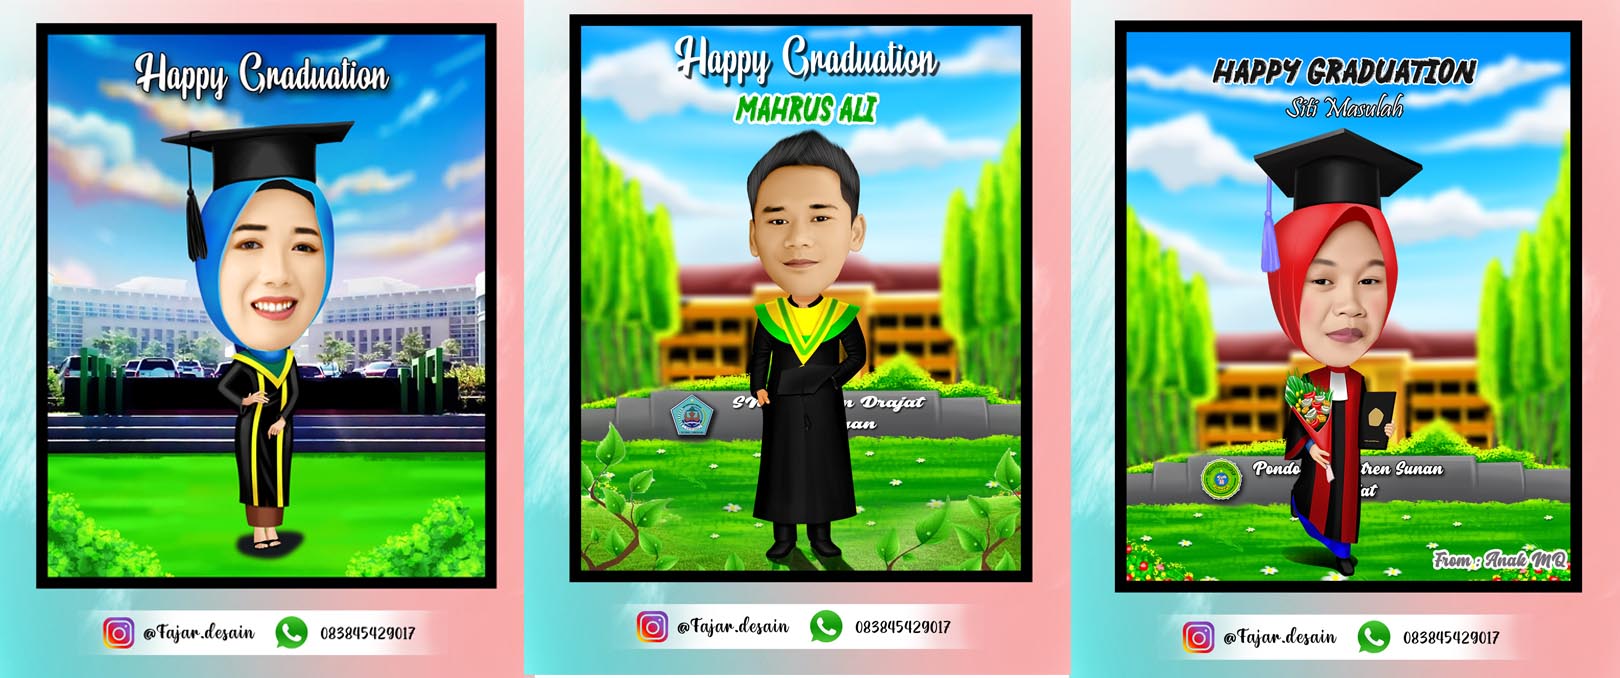 Happy Graduation
@Fajar.desain 083845429017
Happy Graduation
MAHRUS ALI
Drajat
@Fajar.desain 083845429017
HAPPY GRADUATION
Siti Masulah
Pondo tren Sunan
jat
From : Anak MQ
@Fajar.desain 083845429017